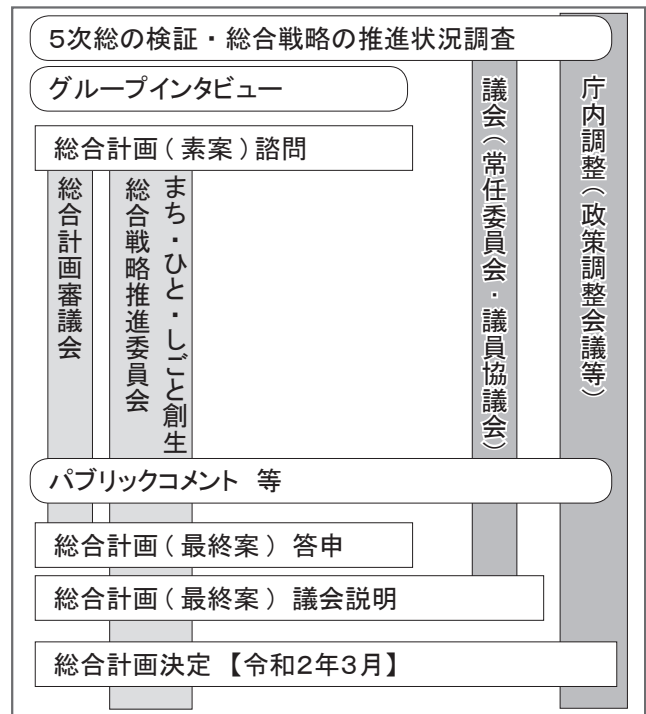 ５次総の検証・総合戦略の推進状況調査
グループインタビュー
総合計画(素案)諮問
総合計画審議会
まち・ひと・しごと創生
総合戦略推進委員会
議会（常任委員会・議員協議会）
庁内調整（政策調整会議等）
パブリックコメント　等
総合計画(最終案) 答申
総合計画(最終案) 議会説明
総合計画決定【令和２年３月】